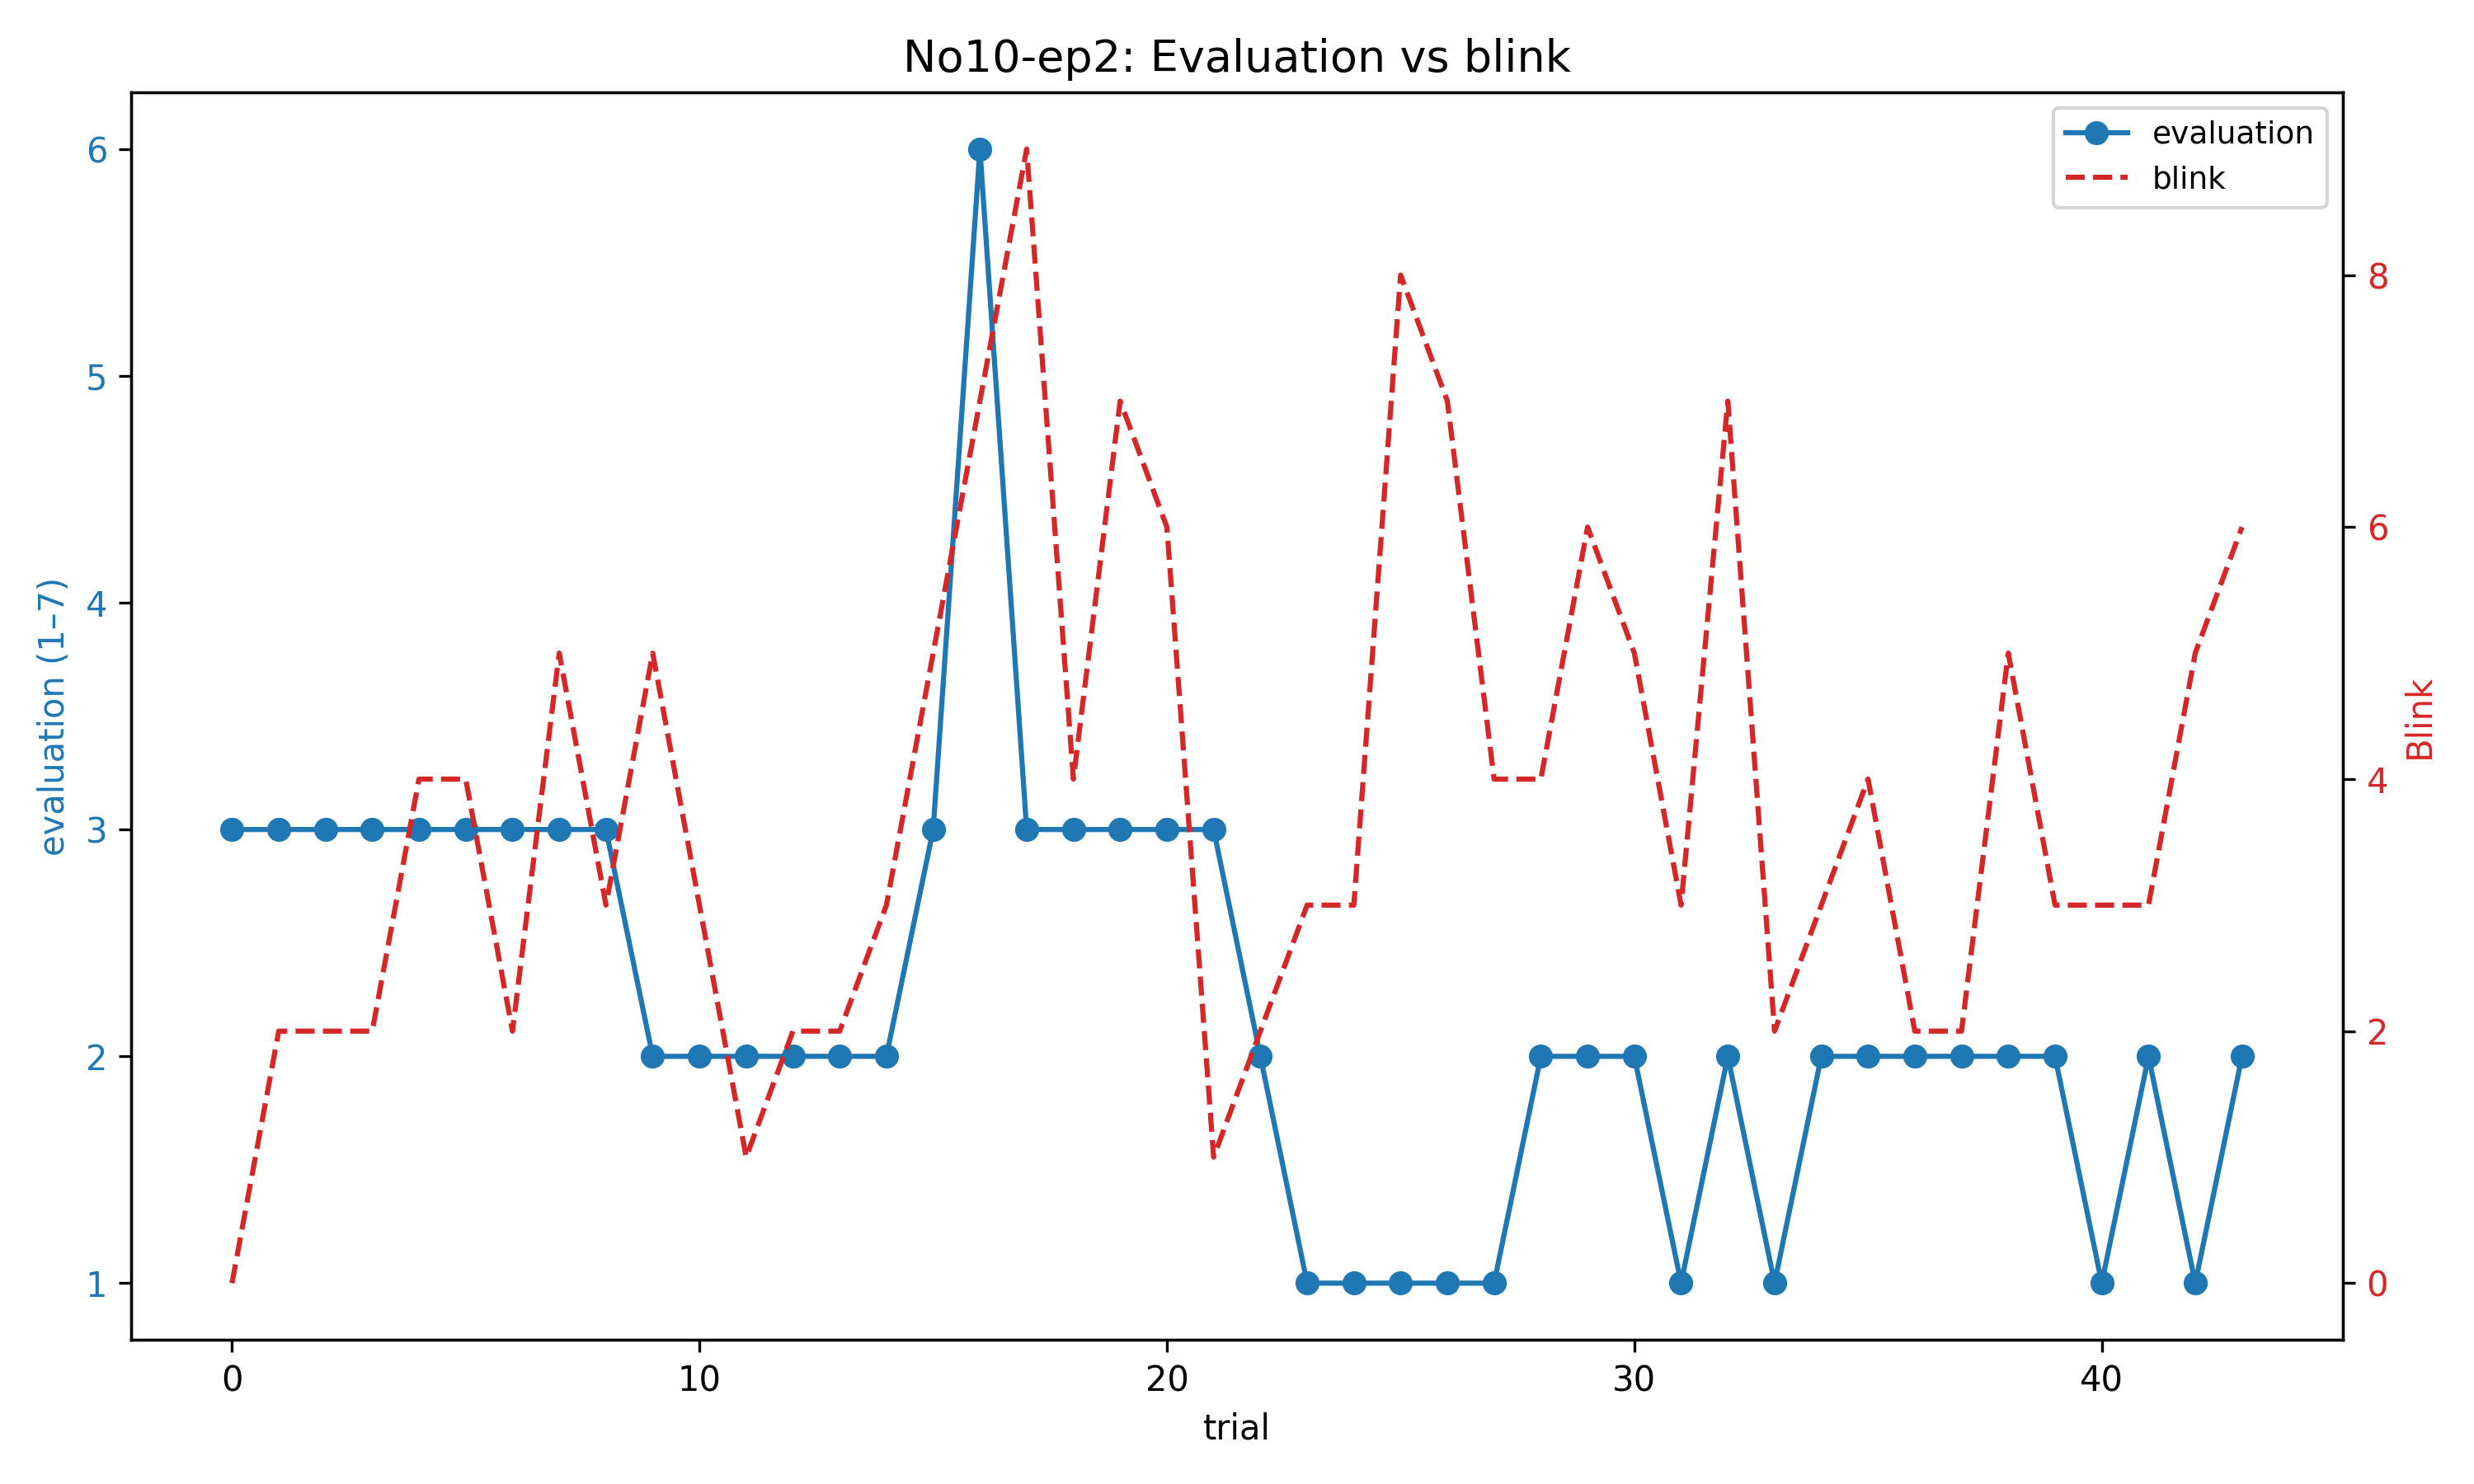 No10-ep2: Evaluation vs blink
evaluation
blink
6
5
4
3
2
1
evaluation (1–7)
8
6
4
2
0
Blink
0 10 20 30 40
trial